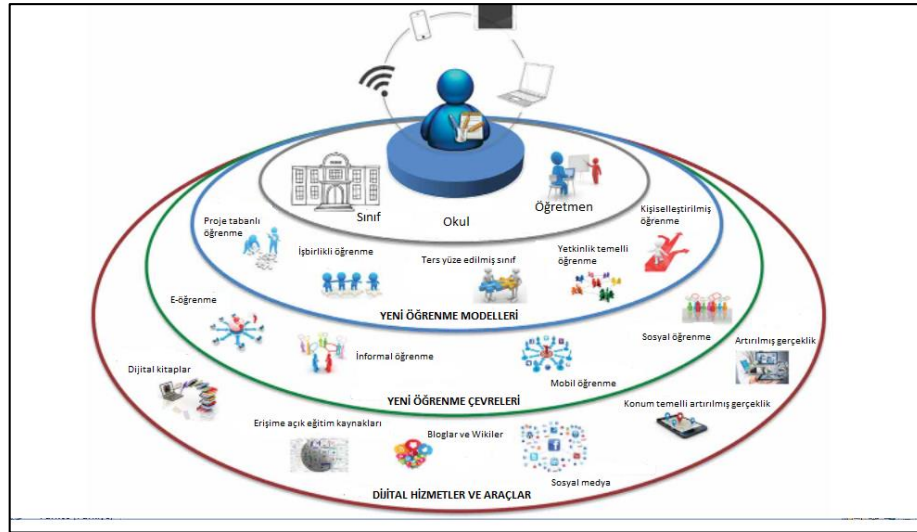 Sınıf
Okul
Öğretmen
Proje tabanlı
öğrenme
İşbirlikli öğrenme
Ters yüze edilmiş sınıf
Yetkinlik temelli
öğrenme
Kişiselleştirilmiş
öğrenme
YENİ ÖĞRENME MODELLERİ
E-öğrenme
İnformal öğrenme
Mobil öğrenme
Sosyal öğrenme
YENİ ÖĞRENME ÇEVRELERİ
Dijital kitaplar
Erişime açık eğitim kaynakları
Bloglar ve Wikiler
Sosyal medya
Konum temelli artırılmış gerçeklik
Artırılmış gerçeklik
DİJİTAL HİZMETLER VE ARAÇLAR